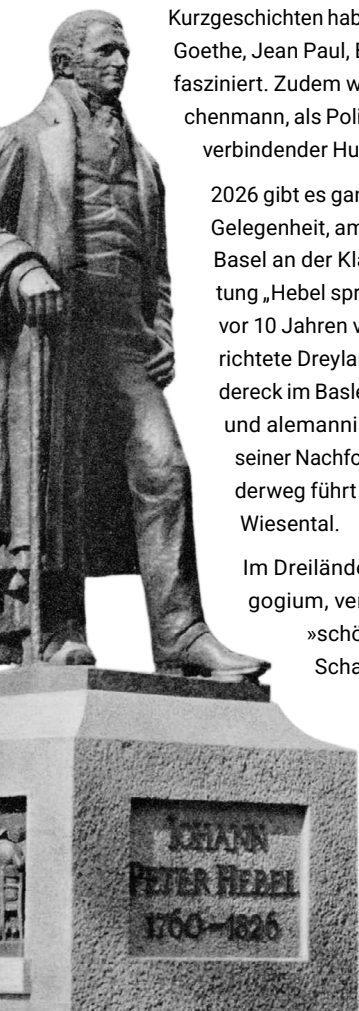 Kurzgeschichten hab
Goethe, Jean Paul,
fasziniert. Zudem w
chenmann, als Poli
verbindender Hu
2026 gibt es gar
Gelegenheit, am
Basel an der Kla
tung „Hebel spr
vor 10 Jahren v
richtete Dreylan
dereck im Basle
und alemanni
seiner Nachfo
derweg führt
Wiesental.
Im Dreilände
gogium, ver
»schö
Scha
JOHANN
PETER HEBEL
1760–1826